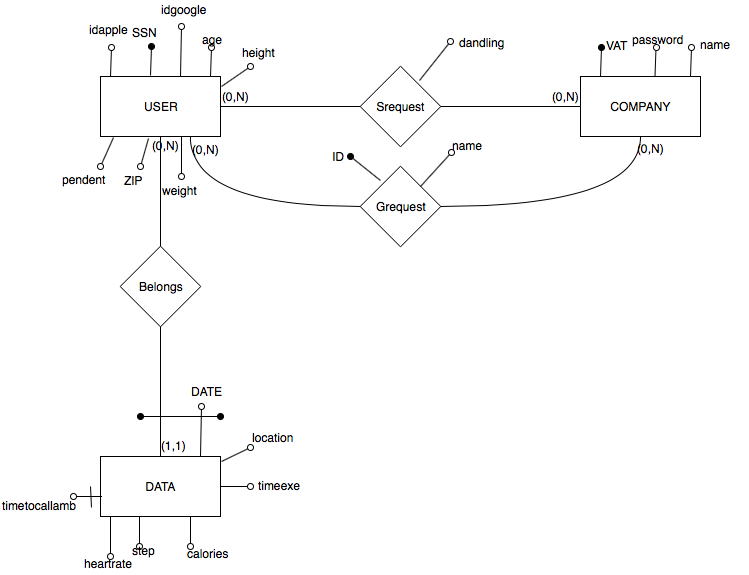 idgoogle
idapple
SSN
age
height
dandling
VAT
password
name
USER
(0,N)
Srequest
(0,N)
COMPANY
(0,N)
(0,N)
(0,N)
ID
name
pendent
ZIP
weight
Grequest
Belongs
DATE
location
(1,1)
DATA
timeexe
timetocallamb
step
calories
heartrate